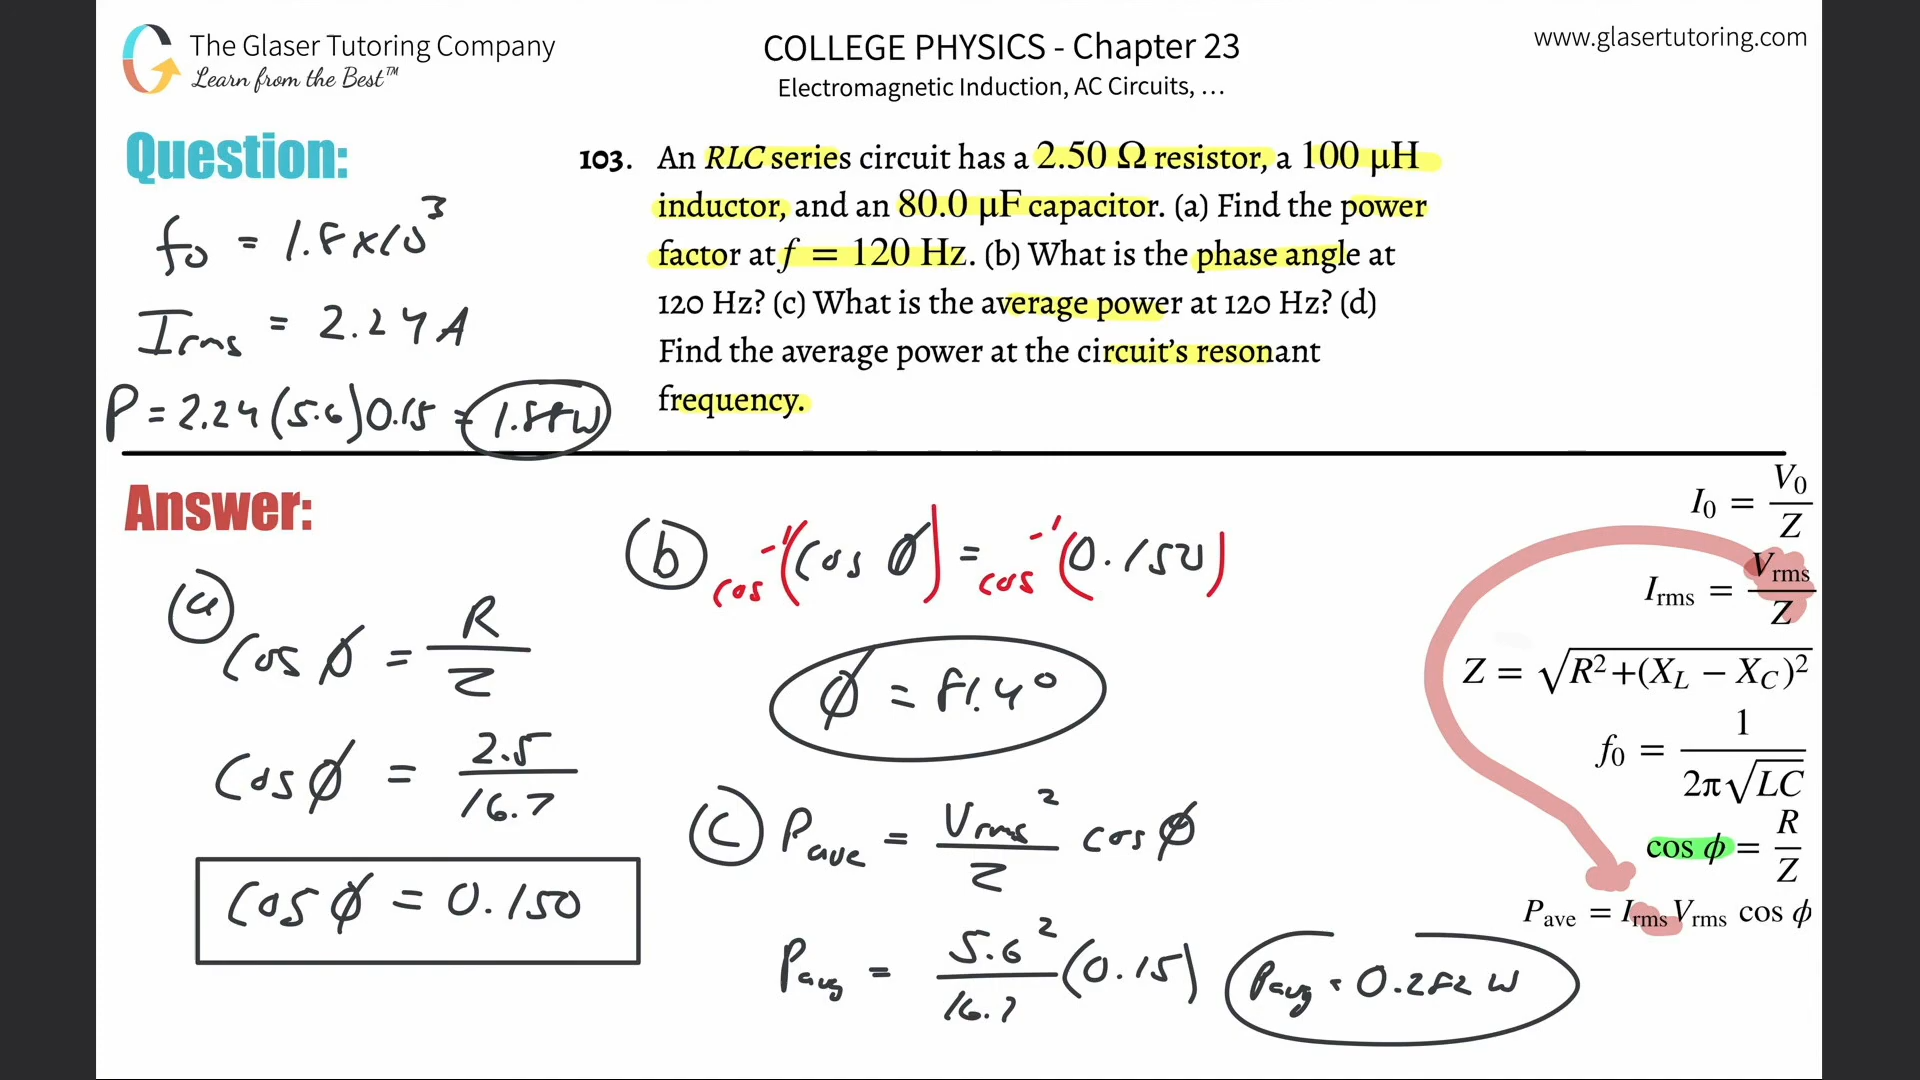 The Glaser Tutoring Company
Learn from the Best™
COLLEGE PHYSICS - Chapter 23
Electromagnetic Induction, AC Circuits, …
www.glasertutoring.com
Question:
103. An RLC series circuit has a 2.50 Ω resistor, a 100 μH
inductor, and an 80.0 μF capacitor. (a) Find the power
factor at f = 120 Hz. (b) What is the phase angle at
120 Hz? (c) What is the average power at 120 Hz? (d)
Find the average power at the circuit's resonant
frequency.
f₀ = 1.8x10³
Irms = 2.24A
P = 2.24(5.6)0.15 = 1.88W
Answer:
(a)
cos ϕ = R/Z
cos ϕ = 2.5/16.7
cos ϕ = 0.150
(b) cos⁻¹(cos ϕ) = cos⁻¹(0.150)
ϕ = 81.4°
(c) Pave = Vrms²/Z cos ϕ
Pavg = 5.6²/16.7 (0.15)
Pavg = 0.282 W
I₀ = V₀/Z
Irms = Vrms/Z
Z = √R²+(X_L − X_C)²
f₀ = 1/2π√LC
cos ϕ = R/Z
Pave = IrmsVrms cos ϕ